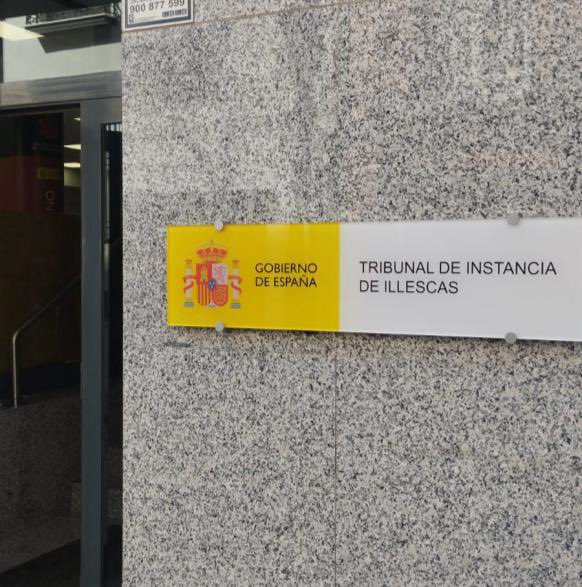 900 877 599
GOBIERNO
DE ESPAÑA
TRIBUNAL DE INSTANCIA
DE ILLESCAS